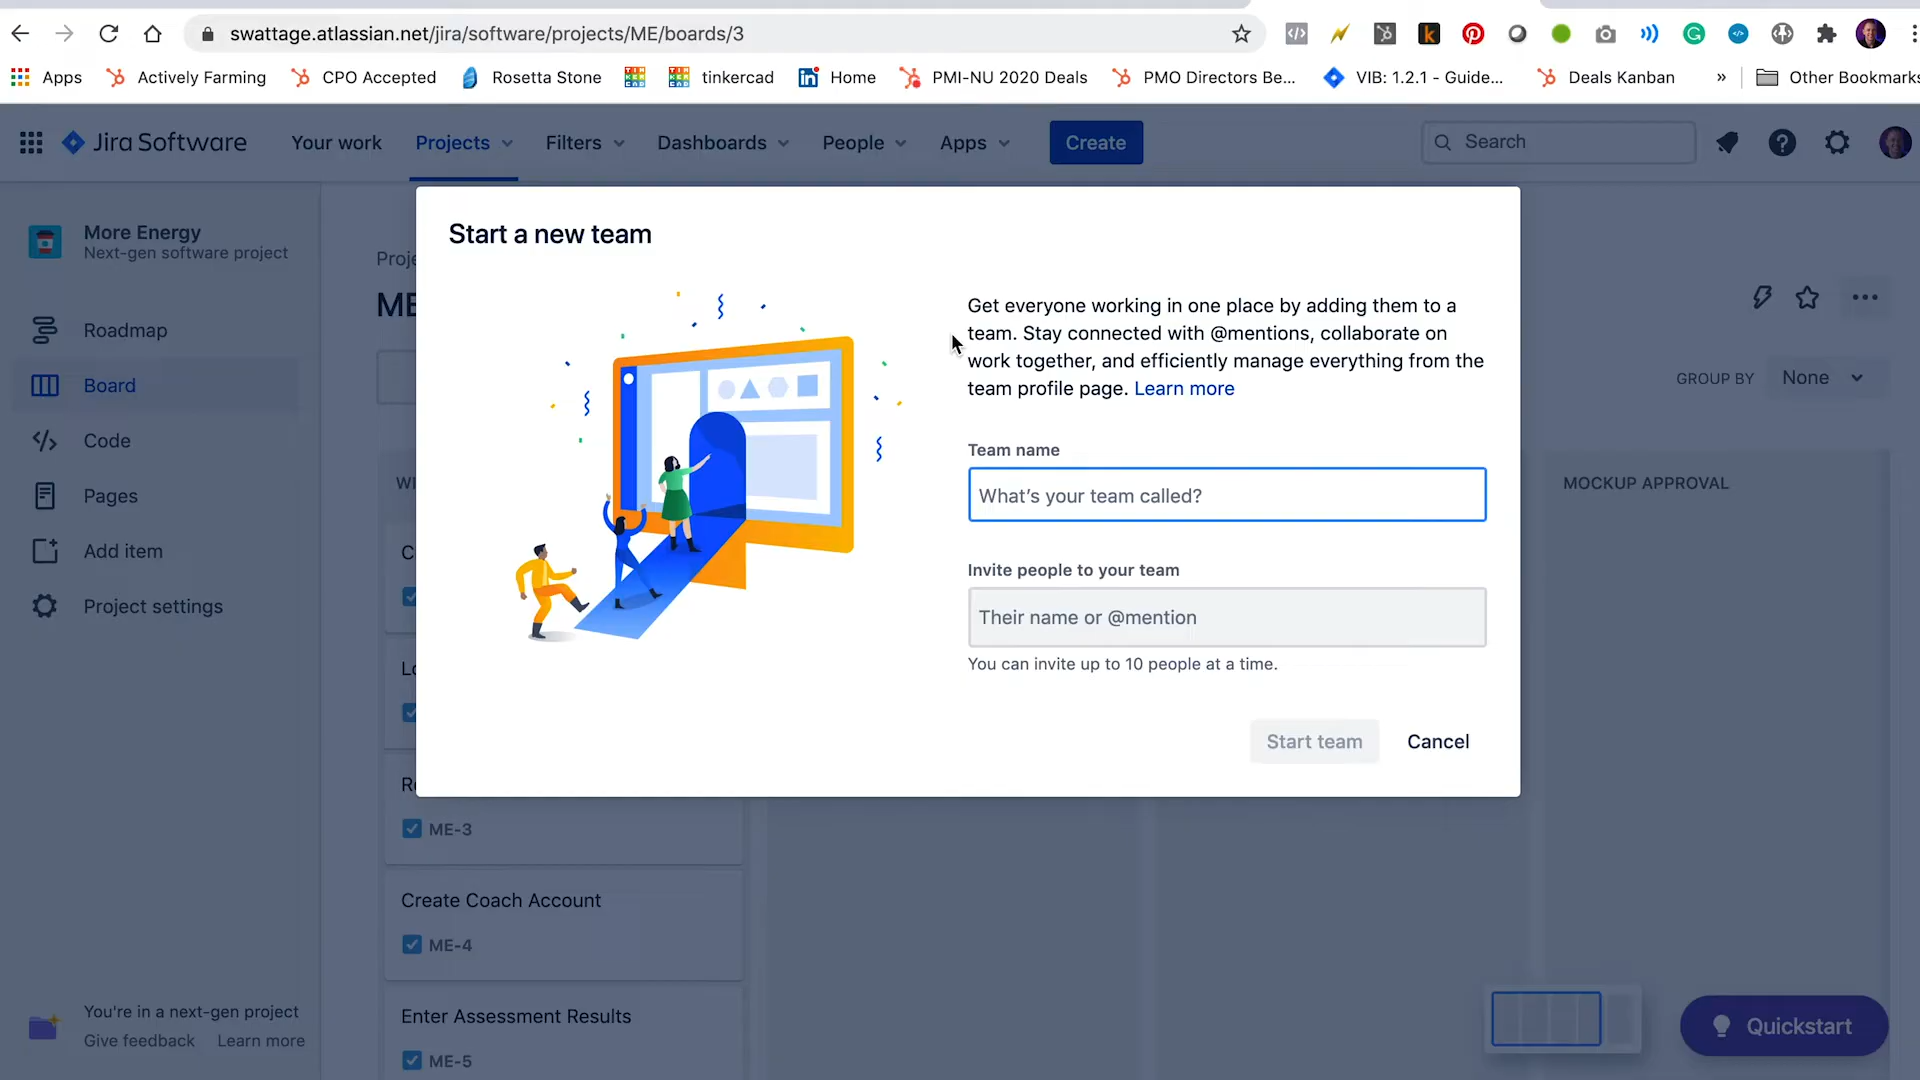 swattage.atlassian.net/jira/software/projects/ME/boards/3
Apps
Actively Farming
CPO Accepted
Rosetta Stone
tinkercad
Home
PMI-NU 2020 Deals
PMO Directors Be...
VIB: 1.2.1 - Guide...
Deals Kanban
»
Other Bookmarks
Jira Software
Your work
Projects
Filters
Dashboards
People
Apps
Create
Search
More Energy
Next-gen software project
Roadmap
Board
Code
Pages
Add item
Project settings
You're in a next-gen project
Give feedback
Learn more
Proje
ME
GROUP BY
None
MOCKUP APPROVAL
Start a new team
Get everyone working in one place by adding them to a
team. Stay connected with @mentions, collaborate on
work together, and efficiently manage everything from the
team profile page. Learn more
Team name
What's your team called?
Invite people to your team
Their name or @mention
You can invite up to 10 people at a time.
Start team
Cancel
ME-3
Create Coach Account
ME-4
Enter Assessment Results
ME-5
Quickstart